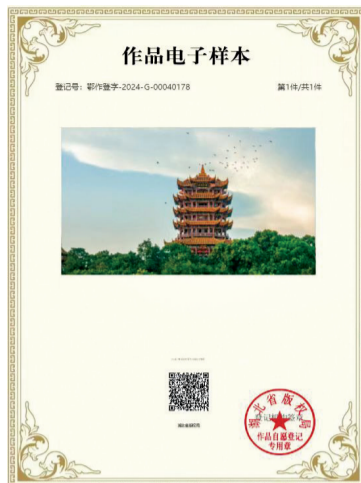 作品电子样本
登记号：鄂作登字-2024-G-00040178
第1件/共1件
湖北省版权局
作品自愿登记
专用章